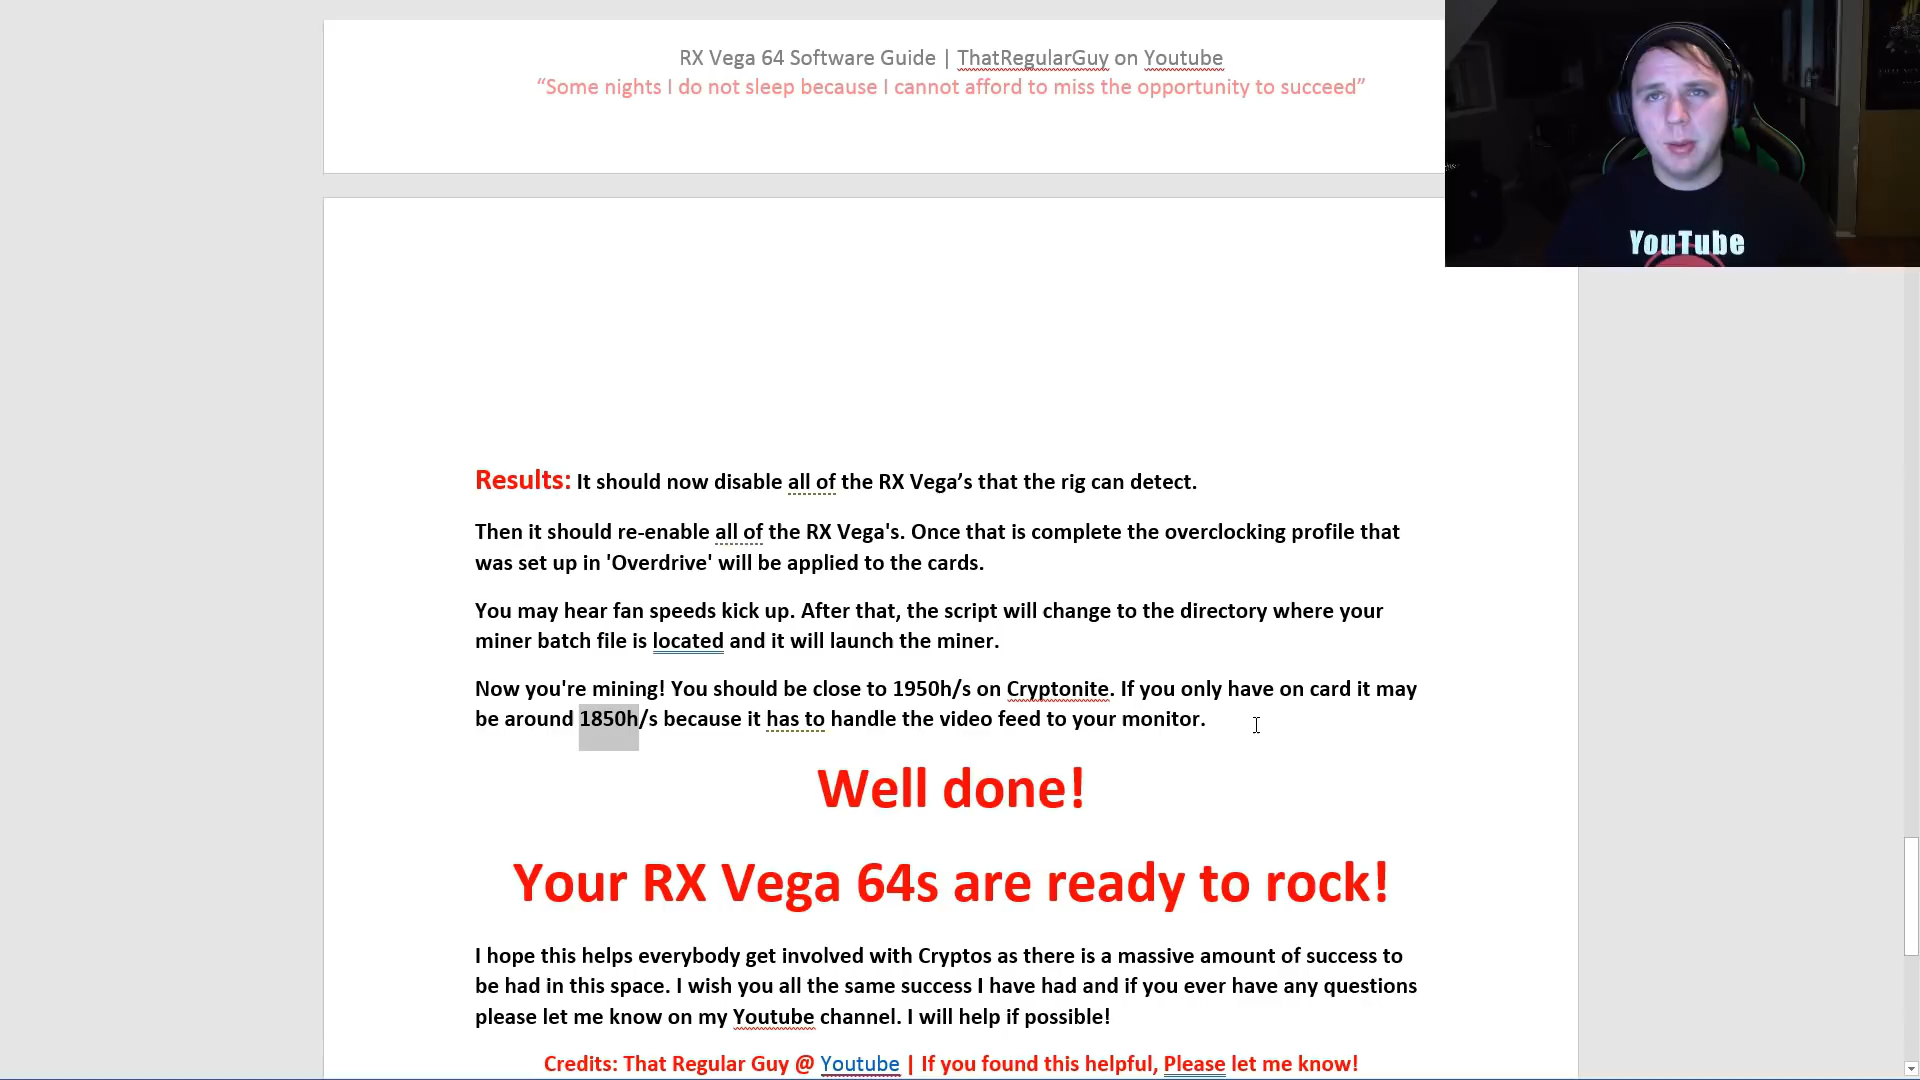 RX Vega 64 Software Guide | ThatRegularGuy on Youtube
“Some nights I do not sleep because I cannot afford to miss the opportunity to succeed”
YouTube
Results: It should now disable all of the RX Vega’s that the rig can detect.
Then it should re-enable all of the RX Vega's. Once that is complete the overclocking profile that
was set up in 'Overdrive' will be applied to the cards.
You may hear fan speeds kick up. After that, the script will change to the directory where your
miner batch file is located and it will launch the miner.
Now you're mining! You should be close to 1950h/s on Cryptonite. If you only have on card it may
be around 1850h/s because it has to handle the video feed to your monitor.
Well done!
Your RX Vega 64s are ready to rock!
I hope this helps everybody get involved with Cryptos as there is a massive amount of success to
be had in this space. I wish you all the same success I have had and if you ever have any questions
please let me know on my Youtube channel. I will help if possible!
Credits: That Regular Guy @ Youtube | If you found this helpful, Please let me know!